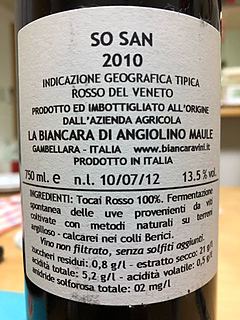 SO SAN
2010
INDICAZIONE GEOGRAFICA TIPICA
ROSSO DEL VENETO
PRODOTTO ED IMBOTTIGLIATO ALL'ORIGINE
DALL'AZIENDA AGRICOLA
LA BIANCARA DI ANGIOLINO MAULE
GAMBELLARA - ITALIA www.biancaravini.it
PRODOTTO IN ITALIA
750 ml. e n.l. 10/07/12 13.5 % vol.
INGREDIENTI: Tocai Rosso 100%. Fermentazione
spontanea delle uve provenienti da viti
coltivate con metodi naturali su terreni
argilloso - calcarei nei colli Berici.
Vino non filtrato, senza solfiti aggiunti.
zuccheri residui: 0,8 g/l - estratto secco: 21 g/l
acidità totale: 5,2 g/l - acidità volatile: 0,5 g/l
anidride solforosa totale: 02 mg/l